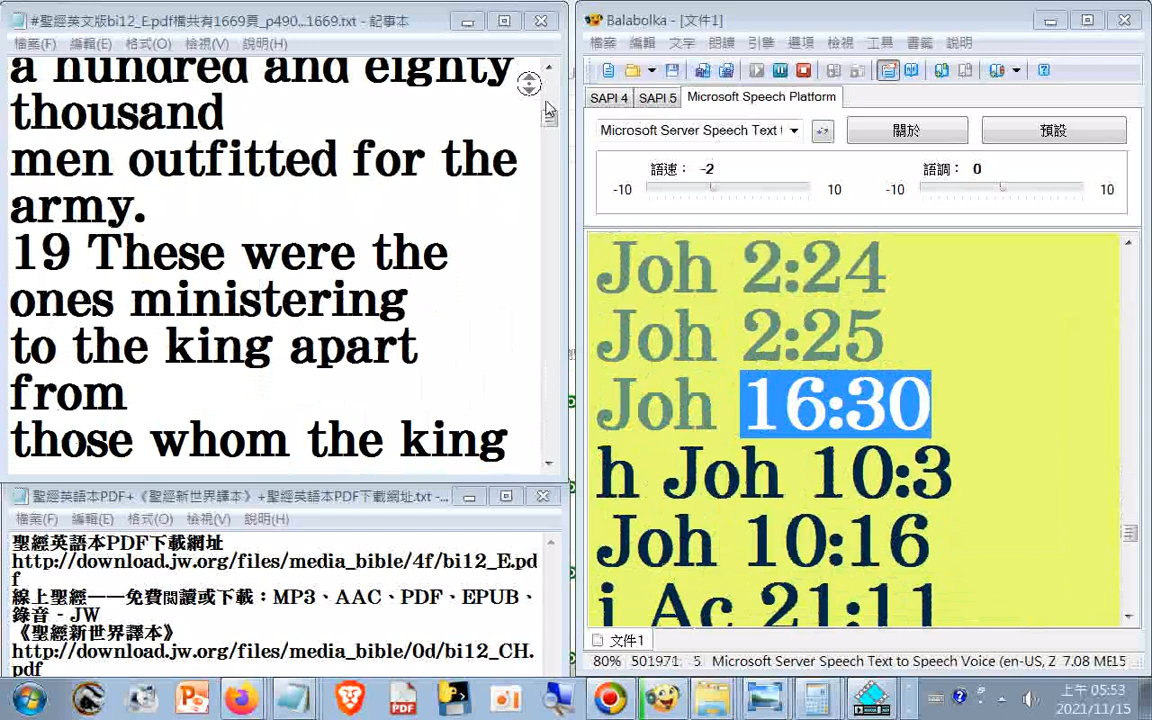 #聖經英文版bi12_E.pdf檔共有1669頁_p490...1669.txt - 記事本
檔案(F) 編輯(E) 格式(O) 檢視(V) 說明(H)
a hundred and eighty
thousand
men outfitted for the
army.
19 These were the
ones ministering
to the king apart
from
those whom the king
聖經英語本PDF+《聖經新世界譯本》+聖經英語本PDF下載網址.txt - ...
檔案(F) 編輯(E) 格式(O) 檢視(V) 說明(H)
聖經英語本PDF下載網址
http://download.jw.org/files/media_bible/4f/bi12_E.pd
f
線上聖經——免費閱讀或下載：MP3、AAC、PDF、EPUB、
錄音 - JW
《聖經新世界譯本》
http://download.jw.org/files/media_bible/0d/bi12_CH.
pdf
Balabolka - [文件1]
檔案 編輯 文字 朗讀 引擎 選項 檢視 工具 書籤 說明
SAPI 4 SAPI 5 Microsoft Speech Platform
Microsoft Server Speech Text 關於 預設
語速： -2 語調： 0
-10 10 -10 10
Joh 2:24
Joh 2:25
Joh 16:30
h Joh 10:3
Joh 10:16
i Ac 21:11
文件1
80% 501971 5 Microsoft Server Speech Text to Speech Voice (en-US, Z 7.08 ME15
上午 05:53
2021/11/15